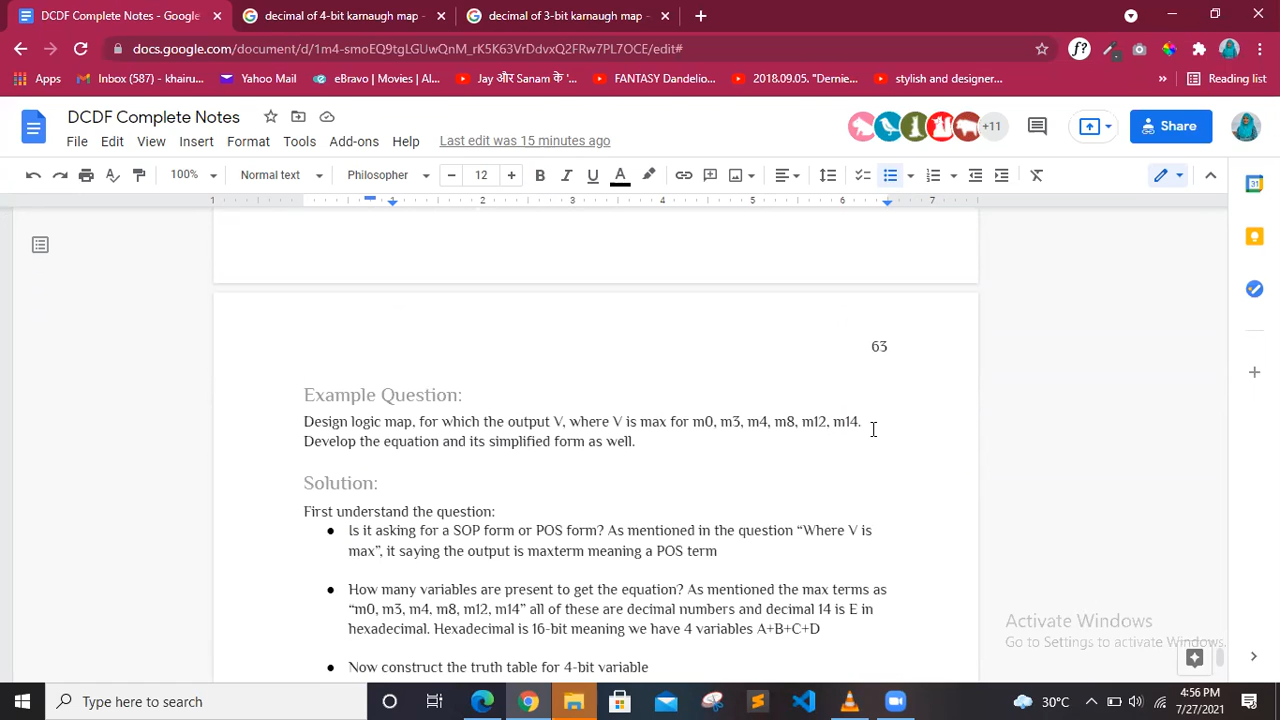 DCDF Complete Notes - Google
decimal of 4-bit karnaugh map -
decimal of 3-bit karnaugh map -
docs.google.com/document/d/1m4-smoEQ9tgLGUwQnM_rK5K63VrDdvxQ2FRw7PL7OCE/edit#
Apps
Inbox (587) - khairu...
Yahoo Mail
eBravo | Movies | Al...
Jay और Sanam के '...
FANTASY Dandelio...
2018.09.05. "Dernie...
stylish and designer...
»
Reading list
DCDF Complete Notes
+11
Share
File Edit View Insert Format Tools Add-ons Help Last edit was 15 minutes ago
100% Normal text Philosopher 12
1 1 2 3 4 5 6 7
63
Example Question:
Design logic map, for which the output V, where V is max for m0, m3, m4, m8, m12, m14.
Develop the equation and its simplified form as well.
Solution:
First understand the question:
● Is it asking for a SOP form or POS form? As mentioned in the question “Where V is
max”, it saying the output is maxterm meaning a POS term
● How many variables are present to get the equation? As mentioned the max terms as
“m0, m3, m4, m8, m12, m14” all of these are decimal numbers and decimal 14 is E in
hexadecimal. Hexadecimal is 16-bit meaning we have 4 variables A+B+C+D
● Now construct the truth table for 4-bit variable
Activate Windows
Go to Settings to activate Windows.
Type here to search
30°C
4:56 PM
7/27/2021